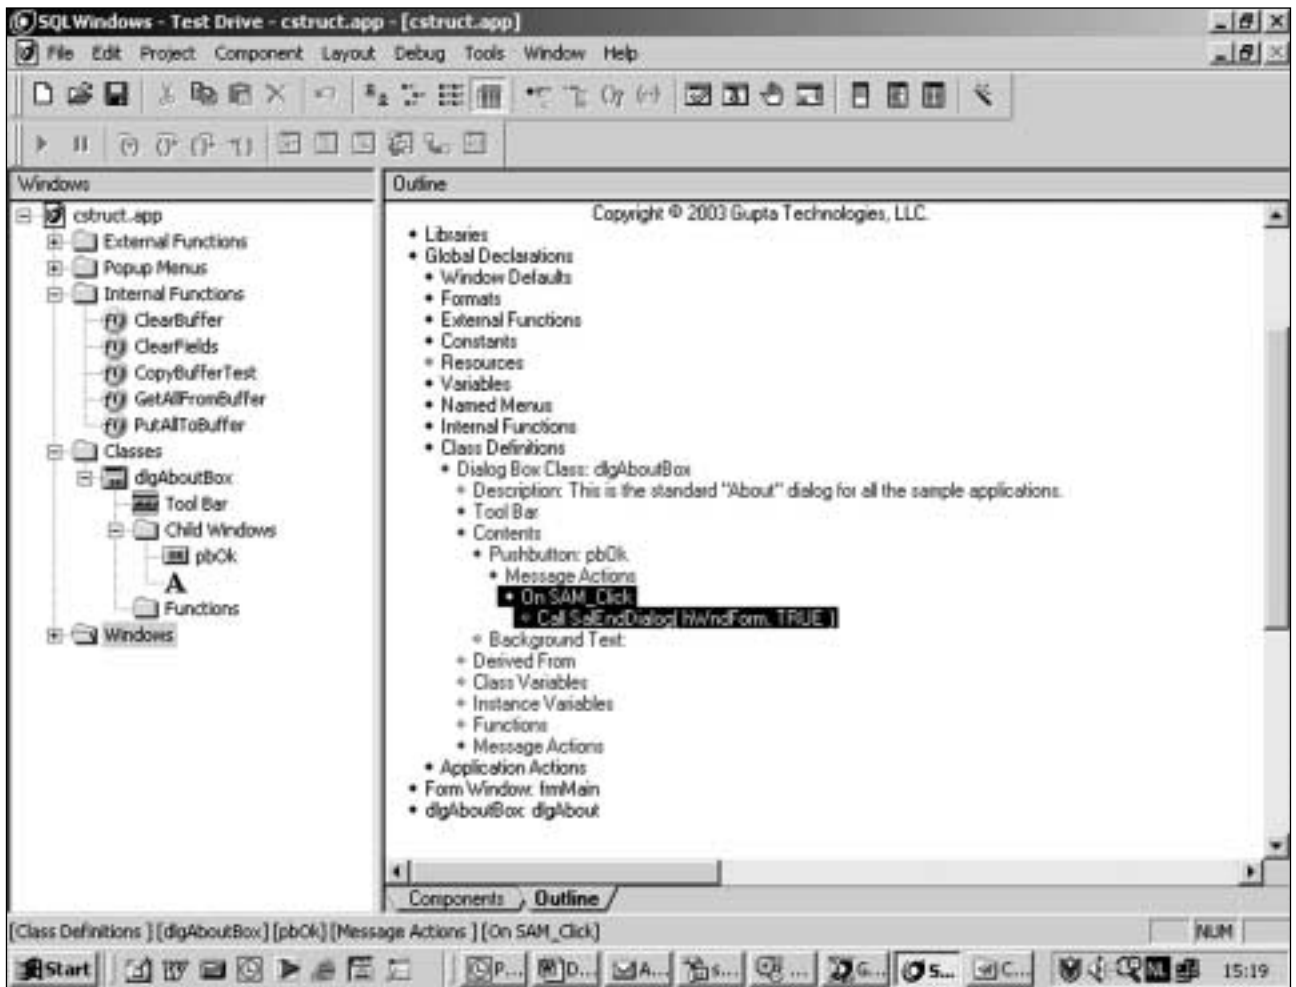 SQLWindows - Test Drive - cstruct.app - [cstruct.app]
File Edit Project Component Layout Debug Tools Window Help
Windows
cstruct.app
External Functions
Popup Menus
Internal Functions
ClearBuffer
ClearFields
CopyBufferTest
GetAllFromBuffer
PutAllToBuffer
Classes
dlgAboutBox
Tool Bar
Child Windows
pbOk
A
Functions
Windows
Outline
Copyright © 2003 Gupta Technologies, LLC.
• Libraries
• Global Declarations
• Window Defaults
• Formats
• External Functions
• Constants
• Resources
• Variables
• Named Menus
• Internal Functions
• Class Definitions
• Dialog Box Class: dlgAboutBox
• Description: This is the standard "About" dialog for all the sample applications.
• Tool Bar
• Contents
• Pushbutton: pbOk
• Message Actions
• On SAM_Click
• Call SalEndDialog( hWndForm, TRUE )
• Background Text:
• Derived From
• Class Variables
• Instance Variables
• Functions
• Message Actions
• Application Actions
• Form Window: frmMain
• dlgAboutBox: dlgAbout
Components Outline
[Class Definitions ] [dlgAboutBox] [pbOk] [Message Actions ] [On SAM_Click]
NUM
Start P... D... A... s... ... G... S... C... NL 15:19